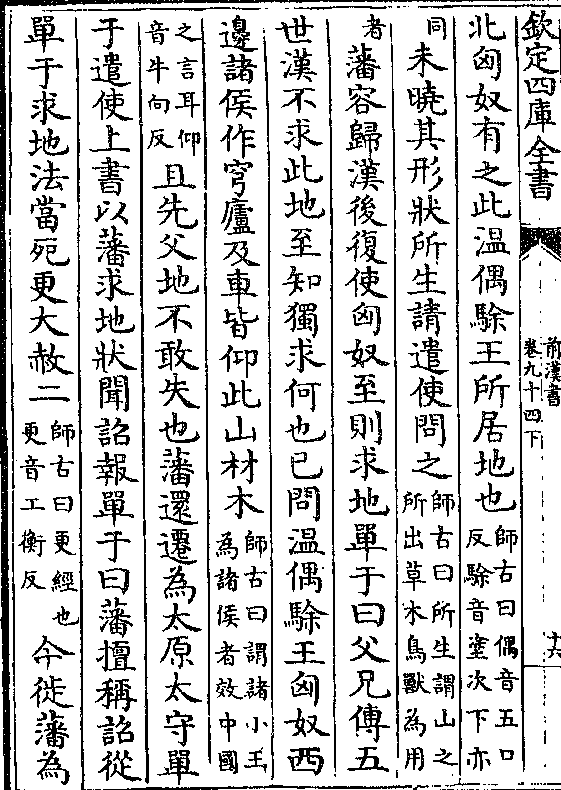 欽定四庫全書
前漢書
卷九十四下
十六
北匈奴有之此温偶駼王所居地也師古曰偶音五口
反駼音塗次下亦
同未曉其形狀所生請遣使問之師古曰所生謂山之
所出草木鳥獸為用
者藩容歸漢後復使匈奴至則求地單于曰父兄傳五
世漢不求此地至知獨求何也已問温偶駼王匈奴西
邊諸侯作穹廬及車皆仰此山材木師古曰謂諸小王
為諸侯者效中國
之言耳仰
音牛向反且先父地不敢失也藩還遷為太原太守單
于遣使上書以藩求地狀聞詔報單于曰藩擅稱詔從
單于求地法當死更大赦二師古曰更經也
更音工衡反今徙藩為